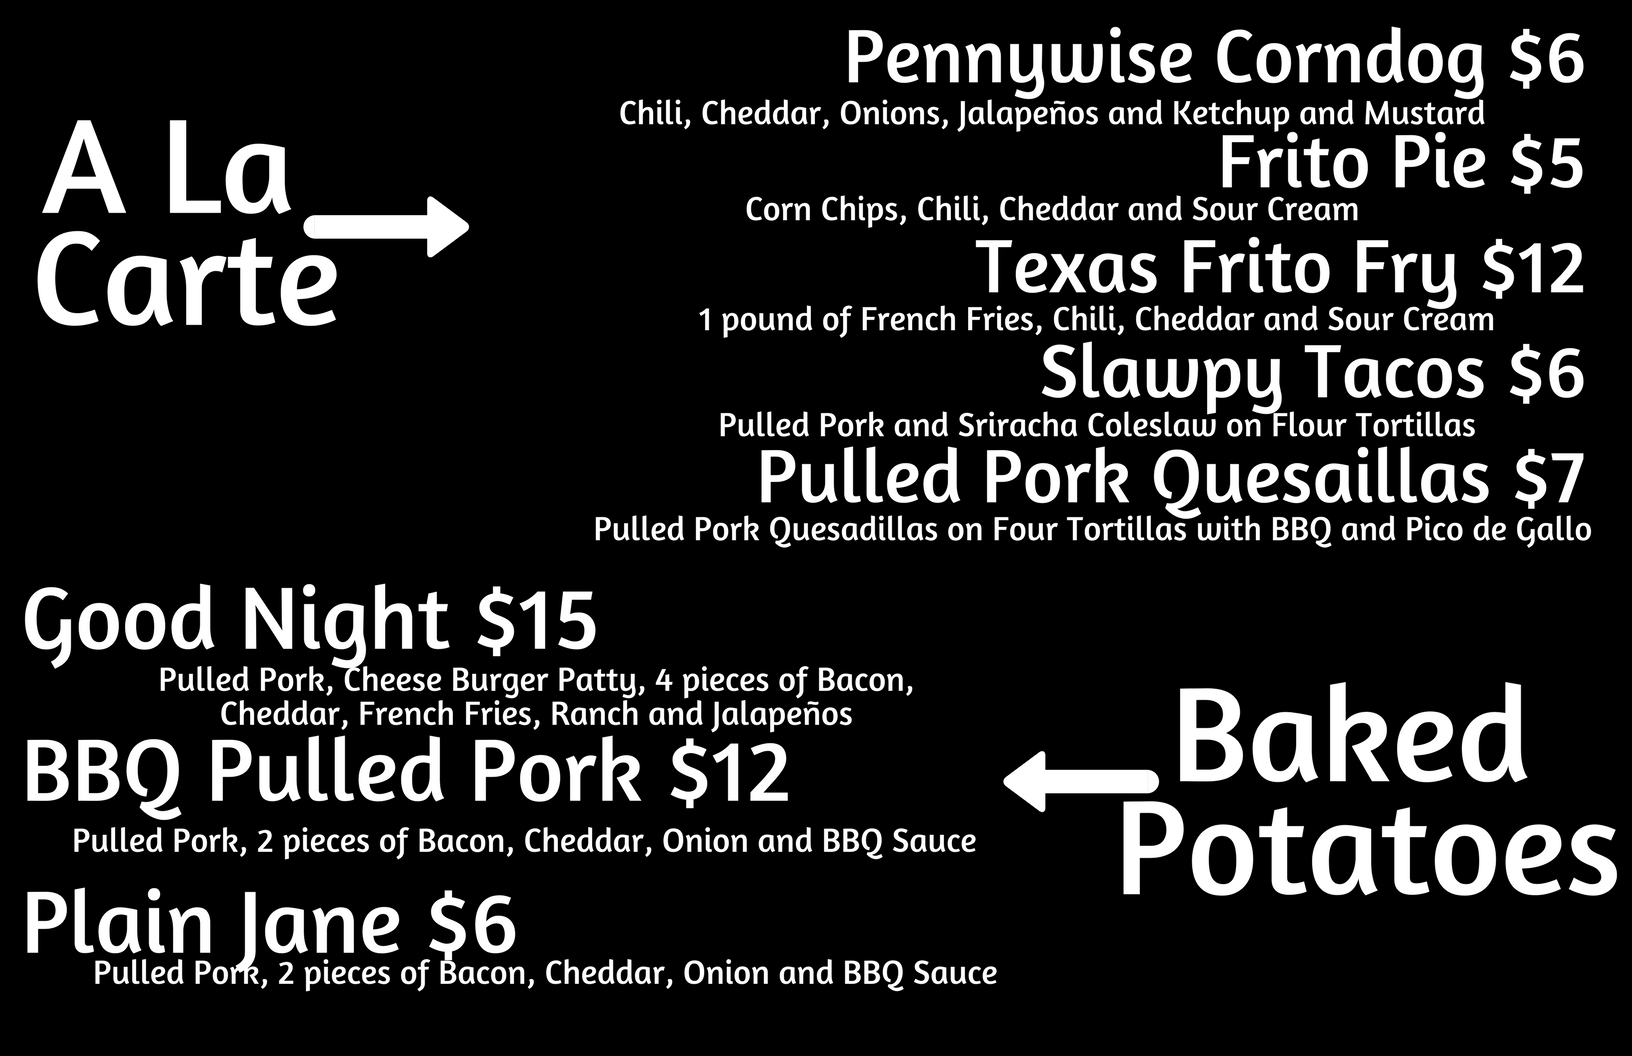 A La
Carte
Pennywise Corndog $6
Chili, Cheddar, Onions, Jalapeños and Ketchup and Mustard
Frito Pie $5
Corn Chips, Chili, Cheddar and Sour Cream
Texas Frito Fry $12
1 pound of French Fries, Chili, Cheddar and Sour Cream
Slawpy Tacos $6
Pulled Pork and Sriracha Coleslaw on Flour Tortillas
Pulled Pork Quesaillas $7
Pulled Pork Quesadillas on Four Tortillas with BBQ and Pico de Gallo
Baked
Potatoes
Good Night $15
Pulled Pork, Cheese Burger Patty, 4 pieces of Bacon,
Cheddar, French Fries, Ranch and Jalapeños
BBQ Pulled Pork $12
Pulled Pork, 2 pieces of Bacon, Cheddar, Onion and BBQ Sauce
Plain Jane $6
Pulled Pork, 2 pieces of Bacon, Cheddar, Onion and BBQ Sauce